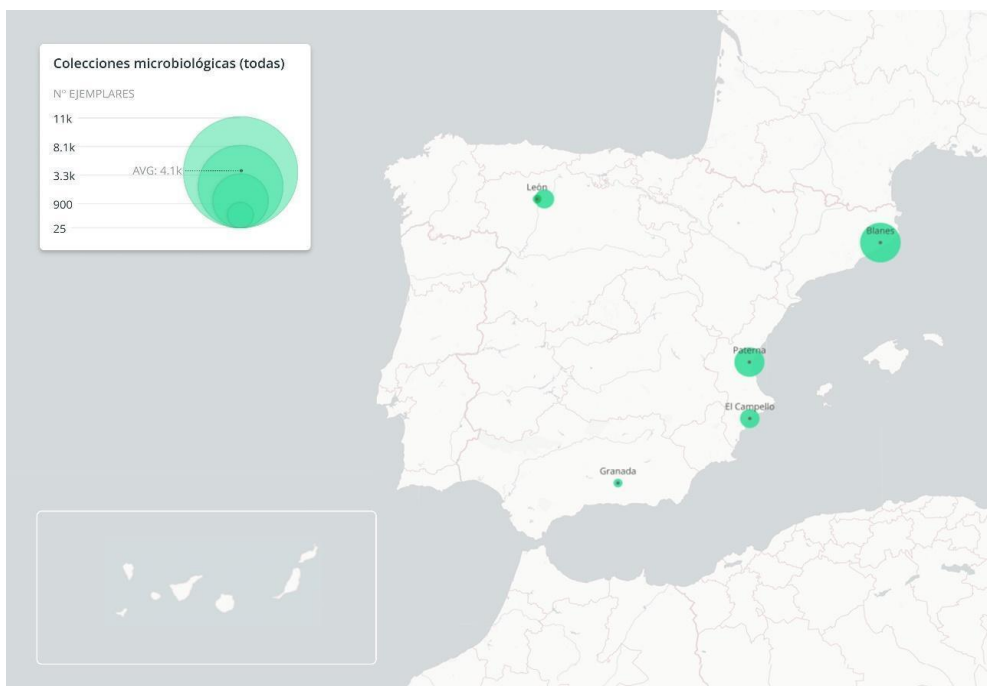 Colecciones microbiológicas (todas)
Nº EJEMPLARES
11k
8.1k
AVG: 4.1k
3.3k
900
25
León
Blanes
Paterna
El Campello
Granada